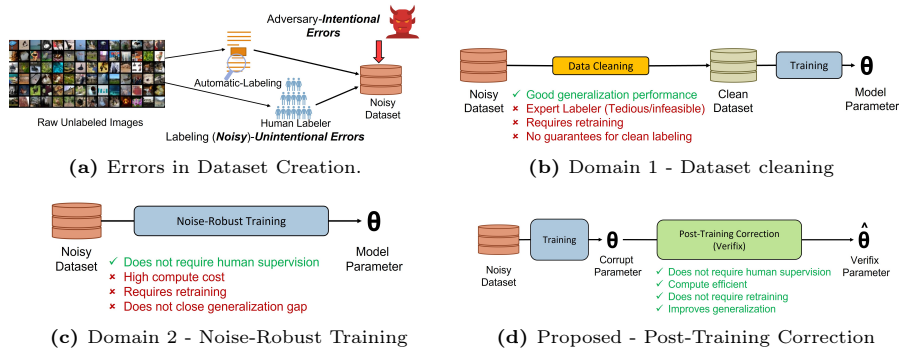 Adversary-Intentional
Errors
Automatic-Labeling
Raw Unlabeled Images
Human Labeler
Noisy
Dataset
Labeling (Noisy)-Unintentional Errors
(a) Errors in Dataset Creation.
Data Cleaning
Training
θ
Noisy
Dataset
Clean
Dataset
Model
Parameter
✓ Good generalization performance
✗ Expert Labeler (Tedious/infeasible)
✗ Requires retraining
✗ No guarantees for clean labeling
(b) Domain 1 - Dataset cleaning
Noise-Robust Training
θ
Noisy
Dataset
Model
Parameter
✓ Does not require human supervision
✗ High compute cost
✗ Requires retraining
✗ Does not close generalization gap
(c) Domain 2 - Noise-Robust Training
Training
θ
Post-Training Correction
(Verifix)
θ̂
Noisy
Dataset
Corrupt
Parameter
Verifix
Parameter
✓ Does not require human supervision
✓ Compute efficient
✓ Does not require retraining
✓ Improves generalization
(d) Proposed - Post-Training Correction